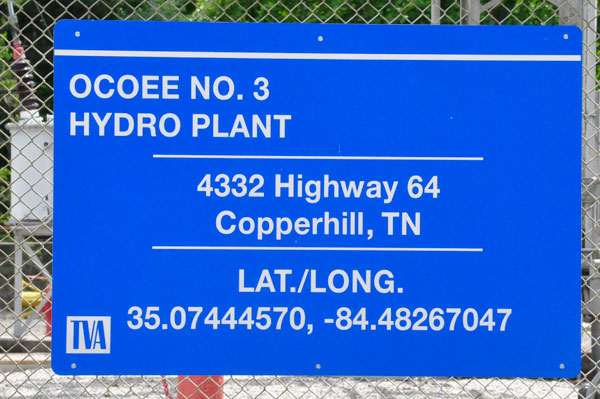 OCOEE NO. 3
HYDRO PLANT
4332 Highway 64
Copperhill, TN
LAT./LONG.
35.07444570, -84.48267047
TVA